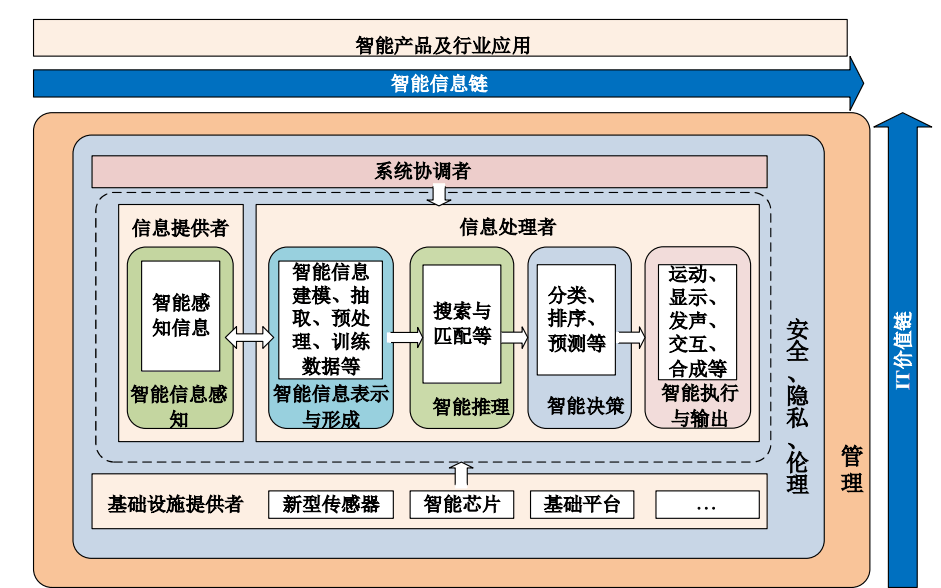 智能产品及行业应用
智能信息链
系统协调者
信息提供者
信息处理者
智能感
知信息
智能信息感
知
智能信息
建模、抽
取、预处
理、训练
数据等
智能信息表示
与形成
搜索与
匹配等
智能推理
分类、
排序、
预测等
智能决策
运动、
显示、
发声、
交互、
合成等
智能执行
与输出
基础设施提供者
新型传感器
智能芯片
基础平台
…
安全、隐私、伦理
管理
IT价值链